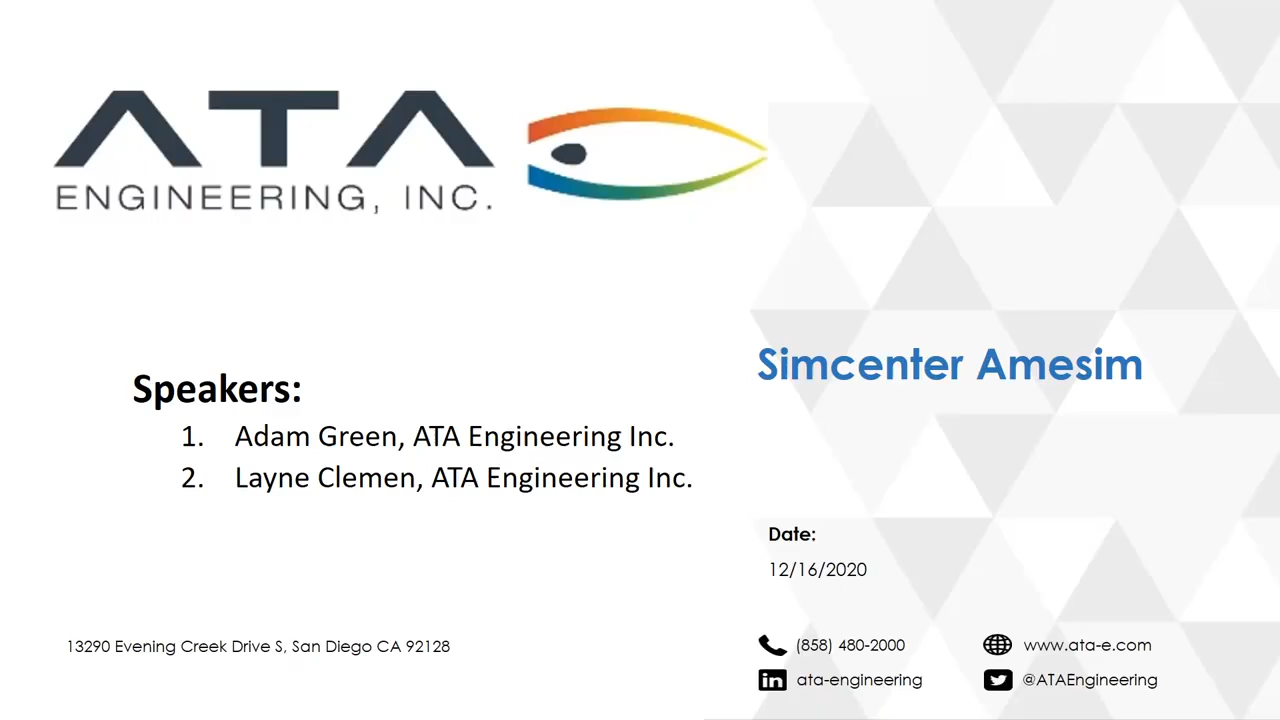 ATA
ENGINEERING, INC.
Simcenter Amesim
Speakers:
1. Adam Green, ATA Engineering Inc.
2. Layne Clemen, ATA Engineering Inc.
Date:
12/16/2020
13290 Evening Creek Drive S, San Diego CA 92128
(858) 480-2000
www.ata-e.com
in ata-engineering
@ATAEngineering